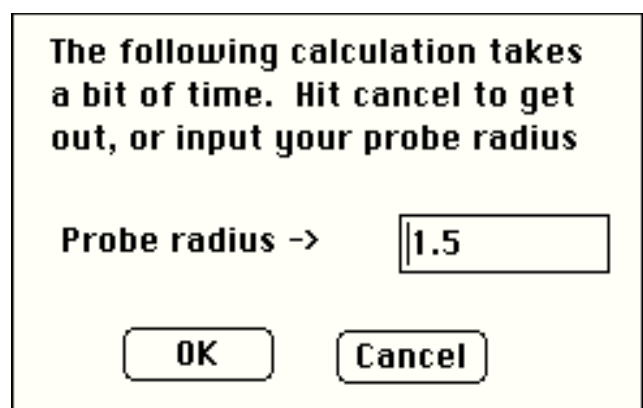 The following calculation takes
a bit of time.  Hit cancel to get
out, or input your probe radius
Probe radius -> 1.5
OK Cancel